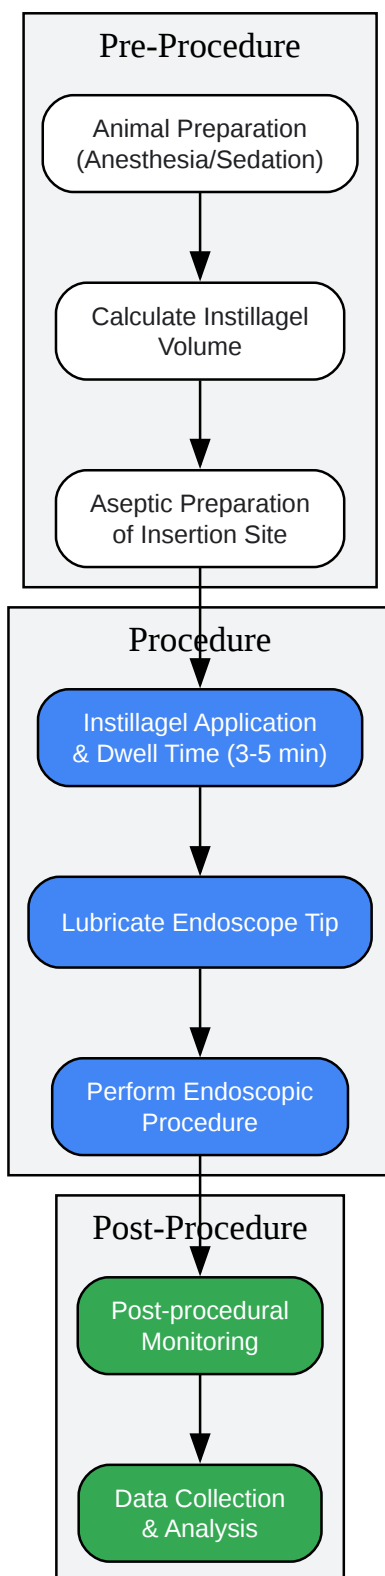 Pre-Procedure
Animal Preparation
(Anesthesia/Sedation)
Calculate Instillagel
Volume
Aseptic Preparation
of Insertion Site
Procedure
Instillagel Application
& Dwell Time (3-5 min)
Lubricate Endoscope Tip
Perform Endoscopic
Procedure
Post-Procedure
Post-procedural
Monitoring
Data Collection
& Analysis